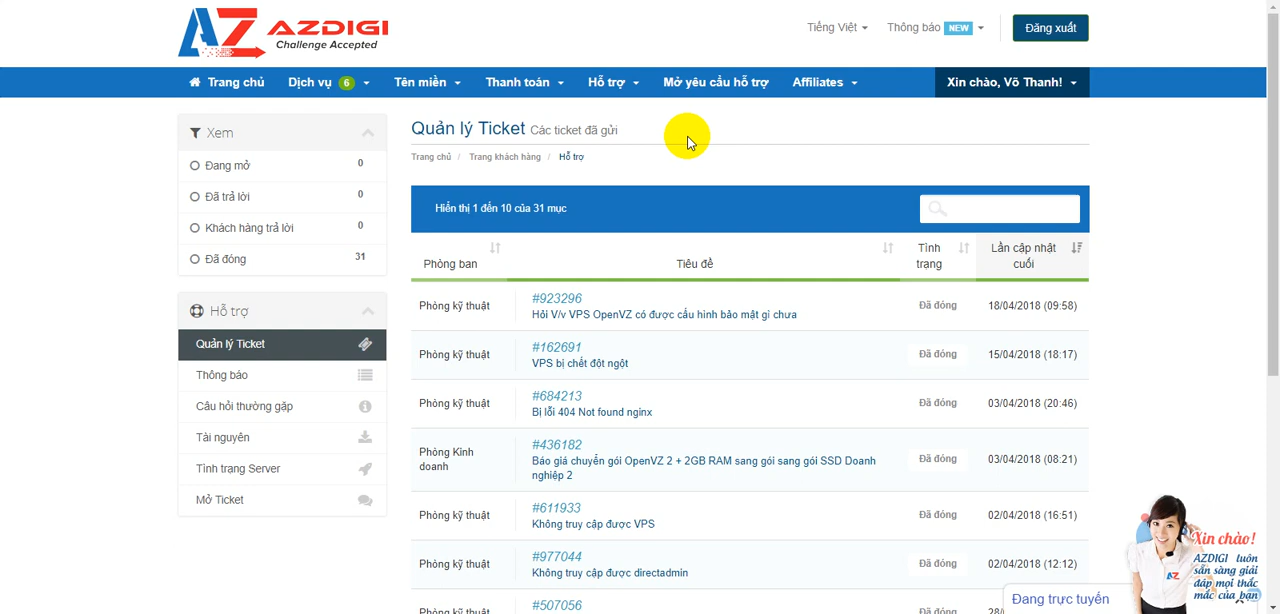 AZDIGI
Challenge Accepted
Tiếng Việt
Thông báo NEW
Đăng xuất
Trang chủ
Dịch vụ 6
Tên miền
Thanh toán
Hỗ trợ
Mở yêu cầu hỗ trợ
Affiliates
Xin chào, Võ Thanh!
Xem
Đang mở 0
Đã trả lời 0
Khách hàng trả lời 0
Đã đóng 31
Hỗ trợ
Quản lý Ticket
Thông báo
Câu hỏi thường gặp
Tài nguyên
Tình trạng Server
Mở Ticket
Quản lý Ticket Các ticket đã gửi
Trang chủ / Trang khách hàng / Hỗ trợ
Hiển thị 1 đến 10 của 31 mục
Phòng ban
Tiêu đề
Tình
trạng
Lần cập nhật
cuối
Phòng kỹ thuật
#923296
Hỏi V/v VPS OpenVZ có được cấu hình bảo mật gì chưa
Đã đóng
18/04/2018 (09:58)
Phòng kỹ thuật
#162691
VPS bị chết đột ngột
Đã đóng
15/04/2018 (18:17)
Phòng kỹ thuật
#684213
Bị lỗi 404 Not found nginx
Đã đóng
03/04/2018 (20:46)
Phòng Kinh
doanh
#436182
Báo giá chuyển gói OpenVZ 2 + 2GB RAM sang gói sang gói SSD Doanh
nghiệp 2
Đã đóng
03/04/2018 (08:21)
Phòng kỹ thuật
#611933
Không truy cập được VPS
Đã đóng
02/04/2018 (16:51)
Phòng kỹ thuật
#977044
Không truy cập được directadmin
Đã đóng
02/04/2018 (12:12)
Phòng kỹ thuật
#507056
Đã đóng
Xin chào!
AZDIGI luôn
sẵn sàng giải
đáp mọi thắc
mắc của bạn
AZ
Đang trực tuyến